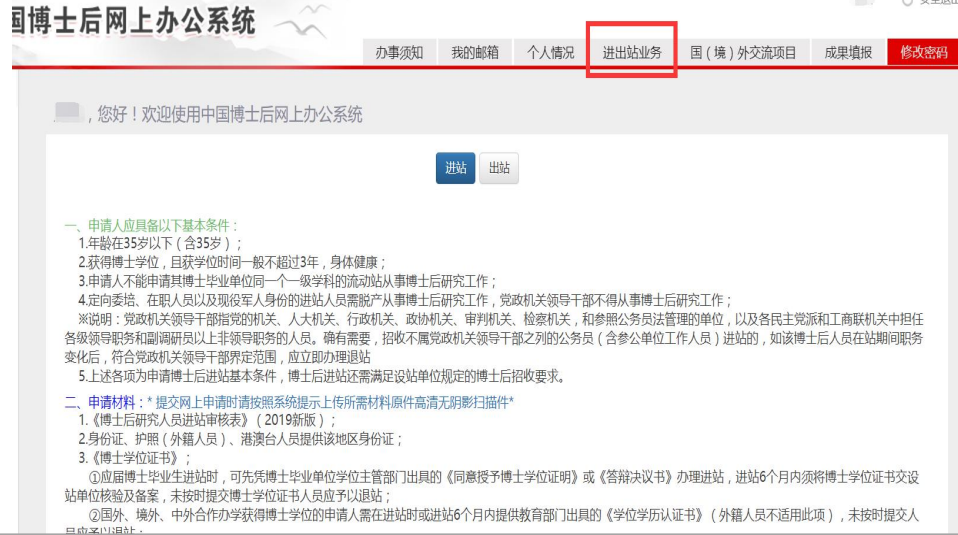 安全退出
国博士后网上办公系统
办事须知 我的邮箱 个人情况 进出站业务 国(境)外交流项目 成果填报 修改密码
，您好！欢迎使用中国博士后网上办公系统
进站 出站
一、申请人应具备以下基本条件：
1.年龄在35岁以下（含35岁）；
2.获得博士学位，且获学位时间一般不超过3年，身体健康；
3.申请人不能申请其博士毕业单位同一个一级学科的流动站从事博士后研究工作；
4.定向委培、在职人员以及现役军人身份的进站人员需脱产从事博士后研究工作，党政机关领导干部不得从事博士后研究工作；
※说明：党政机关领导干部指党的机关、人大机关、行政机关、政协机关、审判机关、检察机关，和参照公务员法管理的单位，以及各民主党派和工商联机关中担任
各级领导职务和副调研员以上非领导职务的人员。确有需要，招收不属党政机关领导干部之列的公务员（含参公单位工作人员）进站的，如该博士后人员在站期间职务
变化后，符合党政机关领导干部界定范围，应立即办理退站
5.上述各项为申请博士后进站基本条件，博士后进站还需满足设站单位规定的博士后招收要求。
二、申请材料：*提交网上申请时请按照系统提示上传所需材料原件高清无阴影扫描件*
1.《博士后研究人员进站审核表》（2019新版）；
2.身份证、护照（外籍人员）、港澳台人员提供该地区身份证；
3.《博士学位证书》；
①应届博士毕业生进站时，可先凭博士毕业单位学位主管部门出具的《同意授予博士学位证明》或《答辩决议书》办理进站，进站6个月内须将博士学位证书交设
站单位核验及备案，未按时提交博士学位证书人员应予以退站；
②国外、境外、中外合作办学获得博士学位的申请人需在进站时或进站6个月内提供教育部门出具的《学位学历认证书》（外籍人员不适用此项），未按时提交人
员应予以退站；